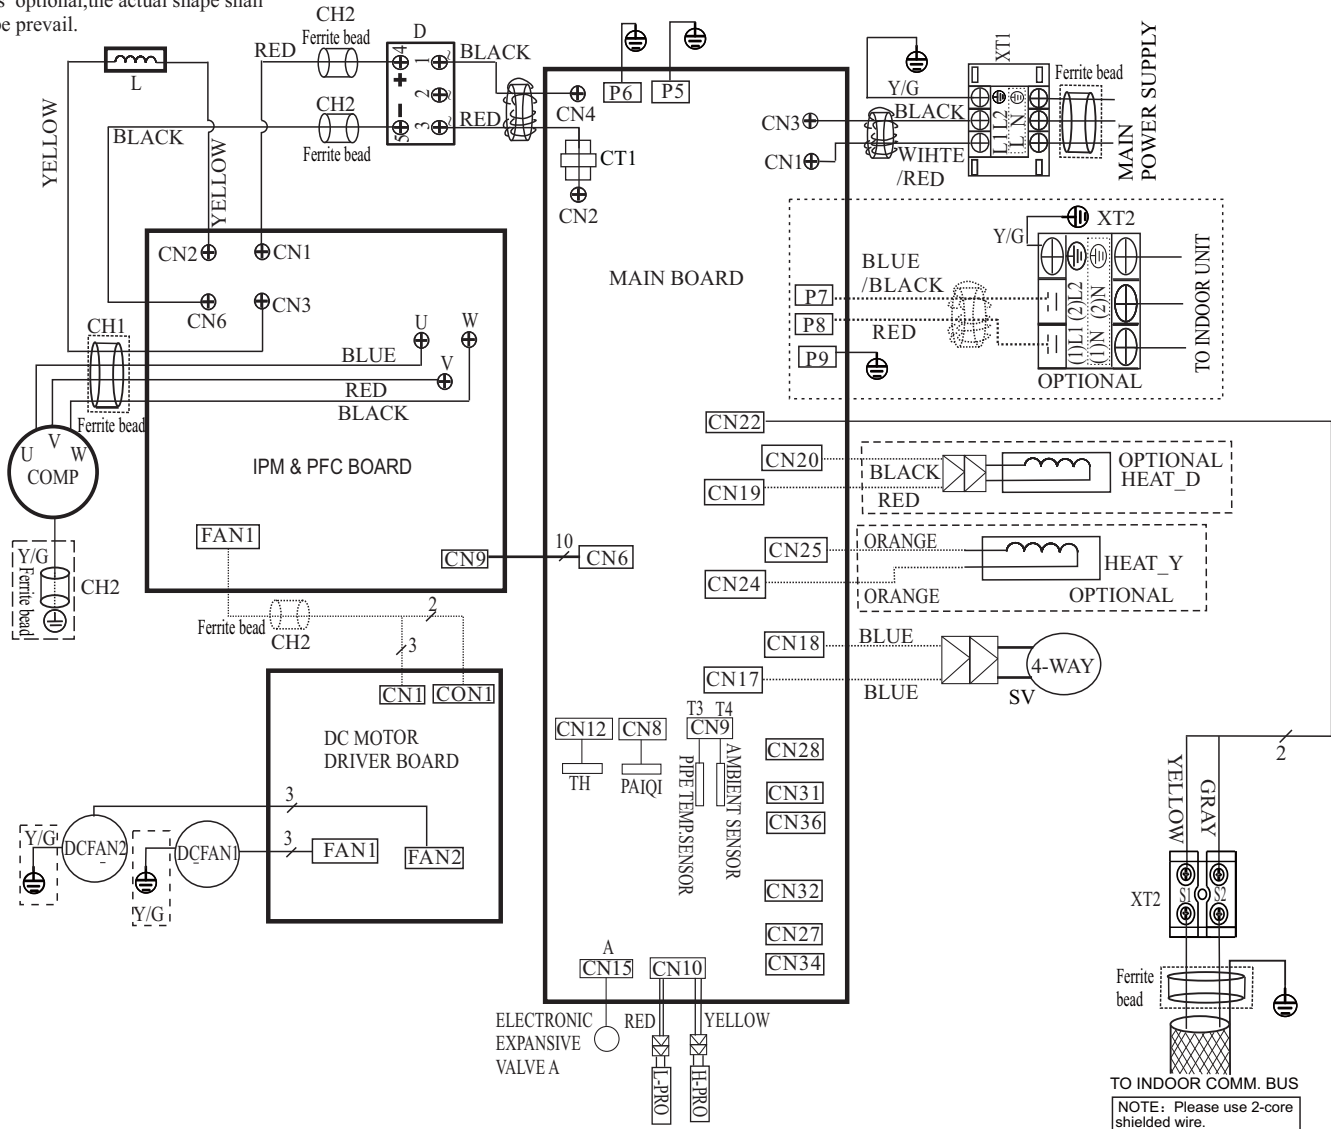 s optional,the actual shape shall
be prevail.
L
YELLOW
YELLOW
RED
BLACK
CH2
Ferrite bead
CH2
Ferrite bead
D
4
+
−
5
1
2
3
~
~
~
BLACK
RED
CN4
CT1
CN2
P6
P5
CN3
CN1
Y/G
BLACK
WIHTE
/RED
XT1
L1 L2
L N
Ferrite bead
MAIN
POWER SUPPLY
MAIN BOARD
P7
P8
P9
BLUE
/BLACK
RED
Y/G
XT2
(1)L1 (2)L2
(1)N (2)N
OPTIONAL
TO INDOOR UNIT
CN2
CN1
CN6
CN3
CH1
Ferrite bead
U
W
V
BLUE
RED
BLACK
U
V
W
COMP
IPM & PFC BOARD
Y/G
Ferrite bead
CH2
FAN1
CN9
10
CN6
Ferrite bead
CH2
2
3
CN1
CON1
DC MOTOR
DRIVER BOARD
3
3
FAN1
FAN2
Y/G
DCFAN2
DCFAN1
Y/G
CN22
CN20
CN19
BLACK
RED
OPTIONAL
HEAT_D
CN25
CN24
ORANGE
ORANGE
HEAT_Y
OPTIONAL
CN18
CN17
BLUE
BLUE
4-WAY
SV
CN12
TH
CN8
PAIQI
T3 T4
CN9
PIPE TEMP.SENSOR
AMBIENT SENSOR
CN28
CN31
CN36
CN32
CN27
CN34
A
CN15
CN10
ELECTRONIC
EXPANSIVE
VALVE A
RED
YELLOW
L-PRO
H-PRO
2
YELLOW
GRAY
XT2
S1
S2
Ferrite
bead
TO INDOOR COMM. BUS
NOTE: Please use 2-core
shielded wire.